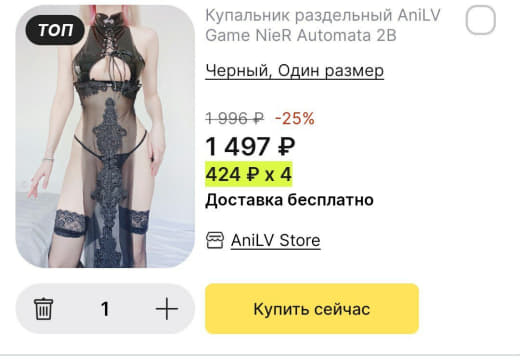 ТОП
Купальник раздельный AniLV
Game NieR Automata 2B
Черный, Один размер
1 996 ₽ -25%
1 497 ₽
424 ₽ x 4
Доставка бесплатно
AniLV Store
1
Купить сейчас